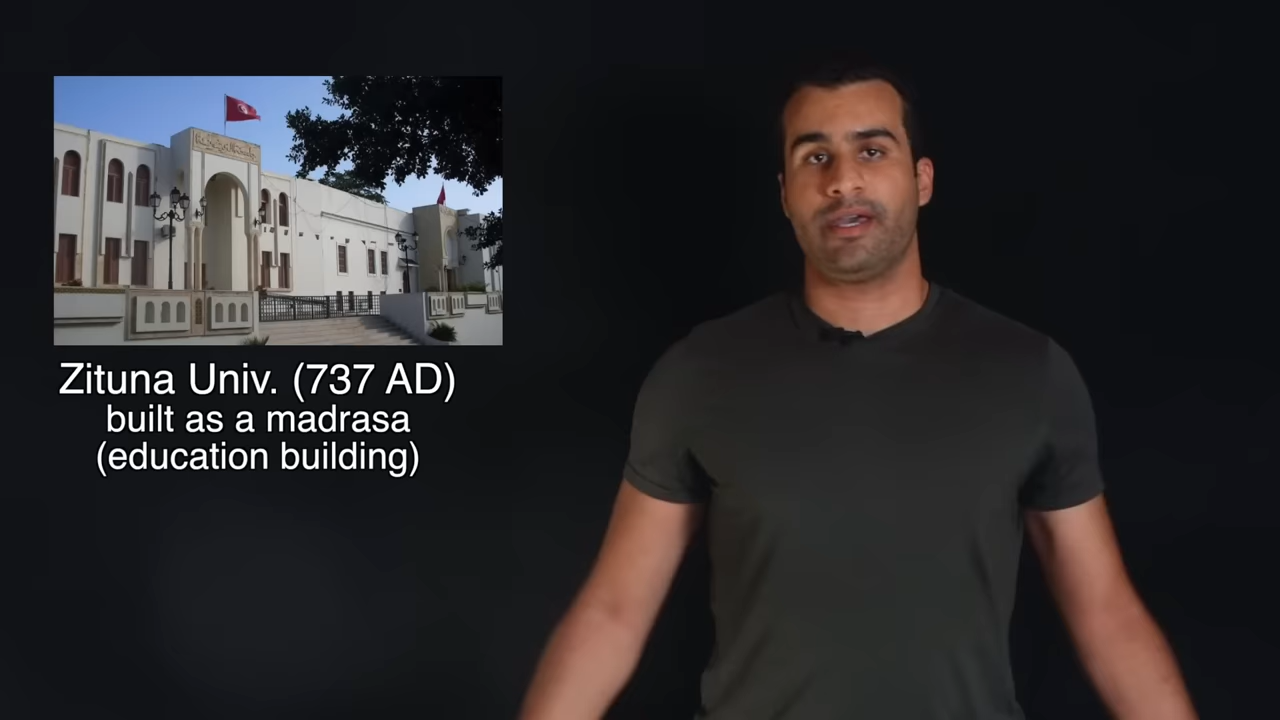 Zituna Univ. (737 AD)
built as a madrasa
(education building)